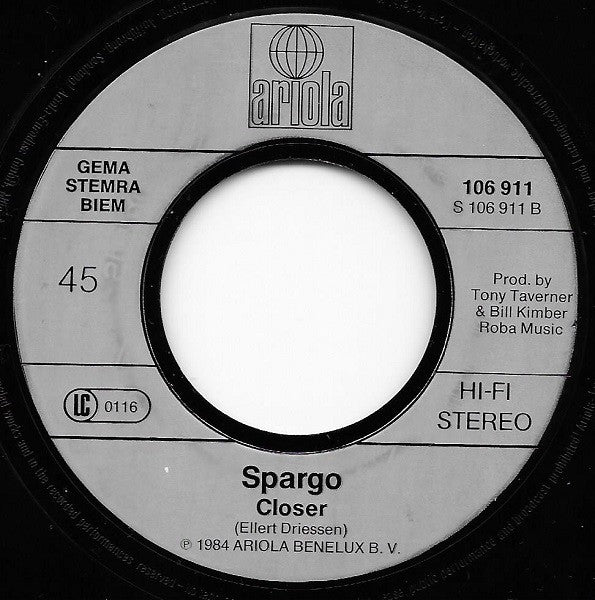 ariola
GEMA
STEMRA
BIEM
106 911
S 106 911 B
45
Prod. by
Tony Taverner
& Bill Kimber
Roba Music
LC 0116
HI-FI
STEREO
Spargo
Closer
(Ellert Driessen)
℗ 1984 ARIOLA BENELUX B. V.